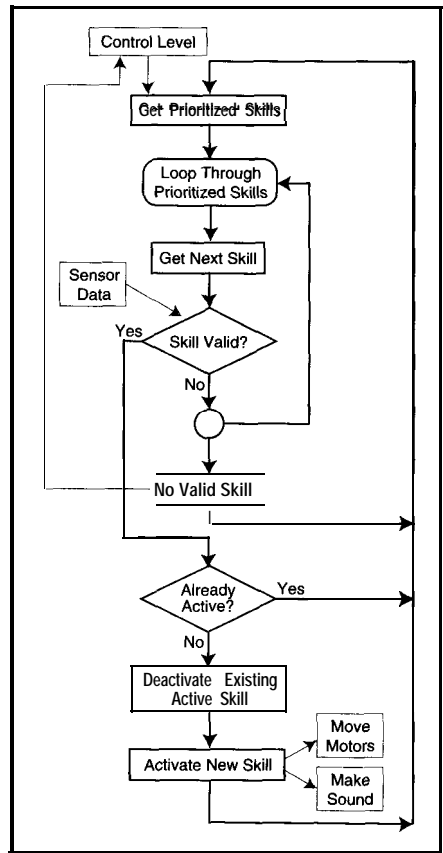 Control Level
Get Prioritized Skills
Loop Through
Prioritized Skills
Get Next Skill
Sensor
Data
Yes
Skill Valid?
No
No Valid Skill
Already
Active?
Yes
No
Deactivate Existing
Active Skill
Move
Motors
Activate New Skill
Make
Sound